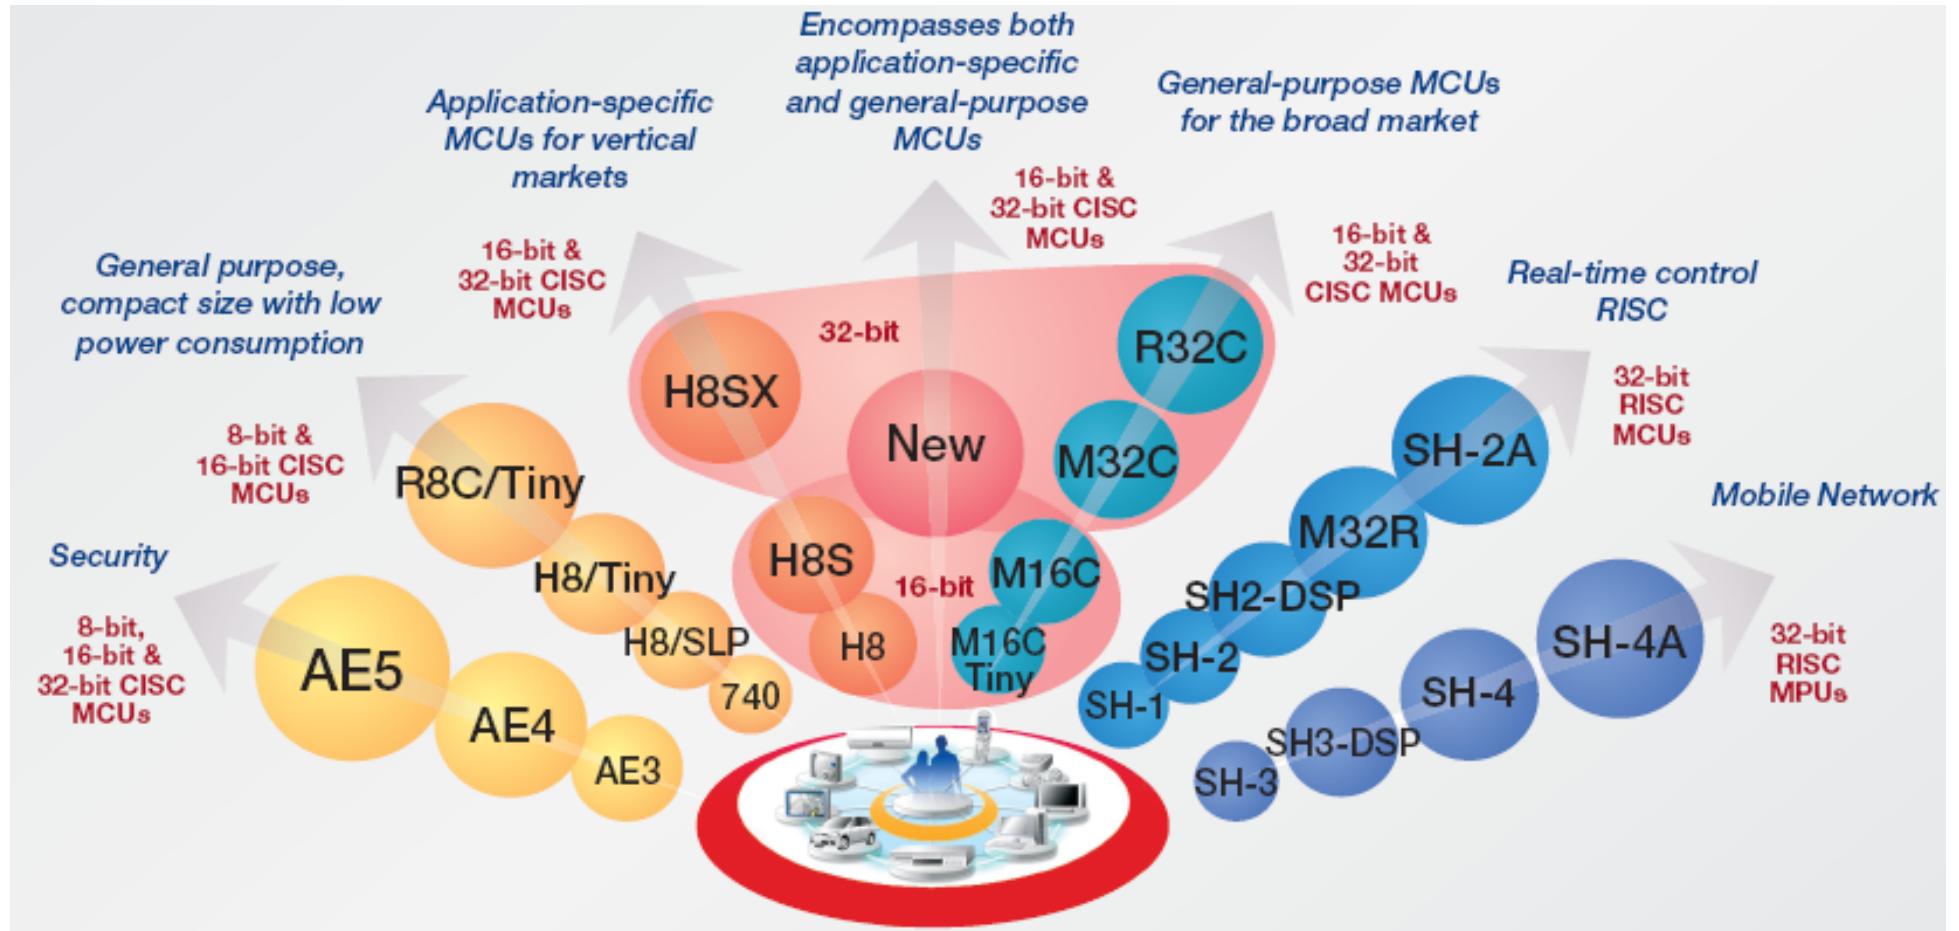 Encompasses both
application-specific
and general-purpose
MCUs
16-bit &
32-bit CISC
MCUs
General-purpose MCUs
for the broad market
16-bit &
32-bit
CISC MCUs
Application-specific
MCUs for vertical
markets
16-bit &
32-bit CISC
MCUs
General purpose,
compact size with low
power consumption
8-bit &
16-bit CISC
MCUs
Real-time control
RISC
32-bit
RISC
MCUs
Mobile Network
32-bit
RISC
MPUs
Security
8-bit,
16-bit &
32-bit CISC
MCUs
32-bit
H8SX
New
R32C
M32C
H8S
H8
16-bit
M16C
M16C
Tiny
R8C/Tiny
H8/Tiny
H8/SLP
740
AE5
AE4
AE3
SH-2A
M32R
SH2-DSP
SH-2
SH-1
SH-4A
SH-4
SH3-DSP
SH-3